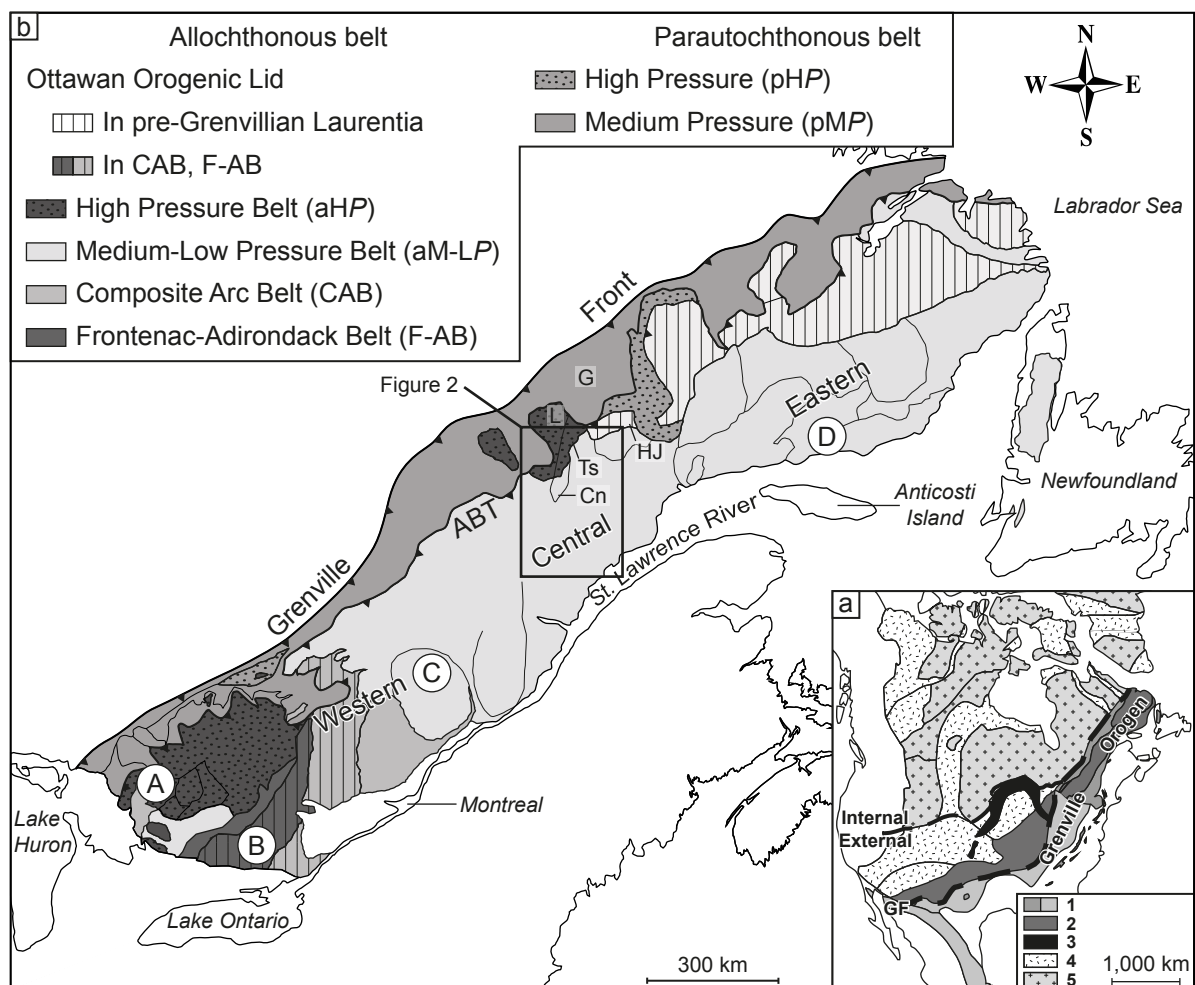 b
Allochthonous belt
Ottawan Orogenic Lid
In pre-Grenvillian Laurentia
In CAB, F-AB
High Pressure Belt (aHP)
Medium-Low Pressure Belt (aM-LP)
Composite Arc Belt (CAB)
Frontenac-Adirondack Belt (F-AB)
Parautochthonous belt
High Pressure (pHP)
Medium Pressure (pMP)
N
W E
S
Labrador Sea
Front
Figure 2
G
L
Eastern
D
HJ
Ts
Cn
ABT
Central
Anticosti
Island
Newfoundland
St. Lawrence River
Grenville
Western
C
A
B
Montreal
Lake
Huron
Lake Ontario
300 km
a
Orogen
Grenville
Internal
External
GF
1
2
3
4
5
1,000 km